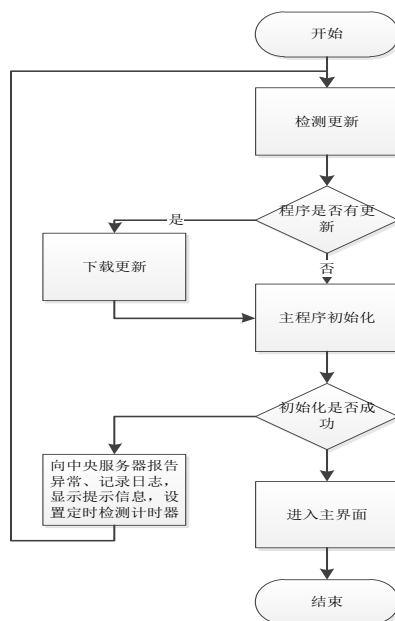 开始
检测更新
程序是否有更
新
是
否
下载更新
主程序初始化
初始化是否成
功
向中央服务器报告
异常、记录日志，
显示提示信息，设
置定时检测计时器
进入主界面
结束